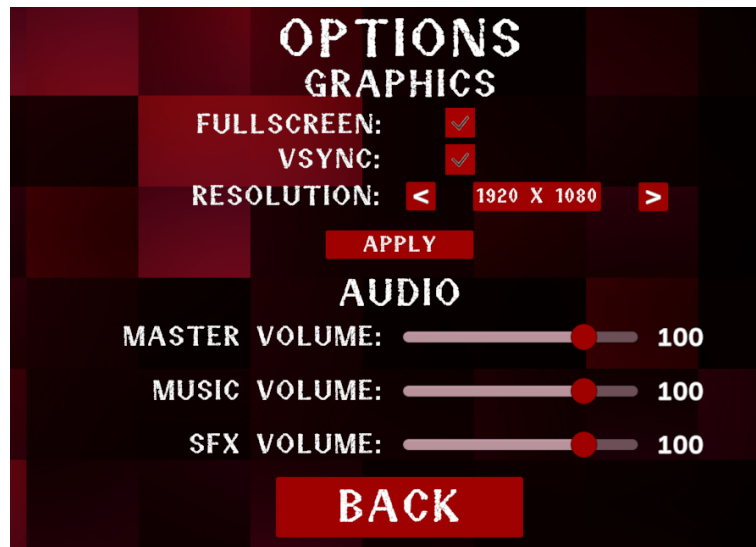 OPTIONS
GRAPHICS
FULLSCREEN:
VSYNC:
RESOLUTION: < 1920 X 1080 >
APPLY
AUDIO
MASTER VOLUME: 100
MUSIC VOLUME: 100
SFX VOLUME: 100
BACK